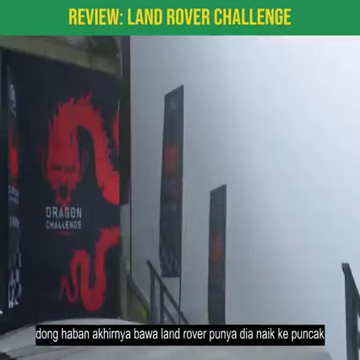 REVIEW: LAND ROVER CHALLENGE
DRAGON
CHALLENGE
dong haban akhirnya bawa land rover punya dia naik ke puncak